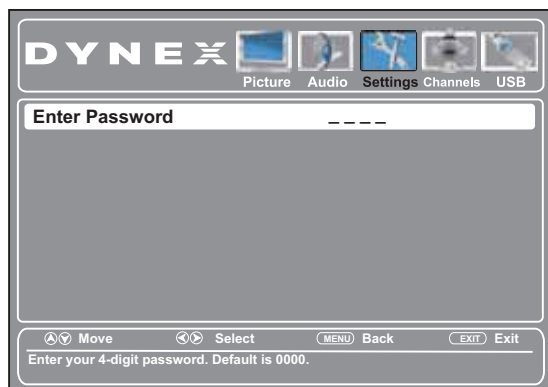 DYNEX
Picture Audio Settings Channels USB
Enter Password _ _ _ _
Move Select MENU Back EXIT Exit
Enter your 4-digit password. Default is 0000.